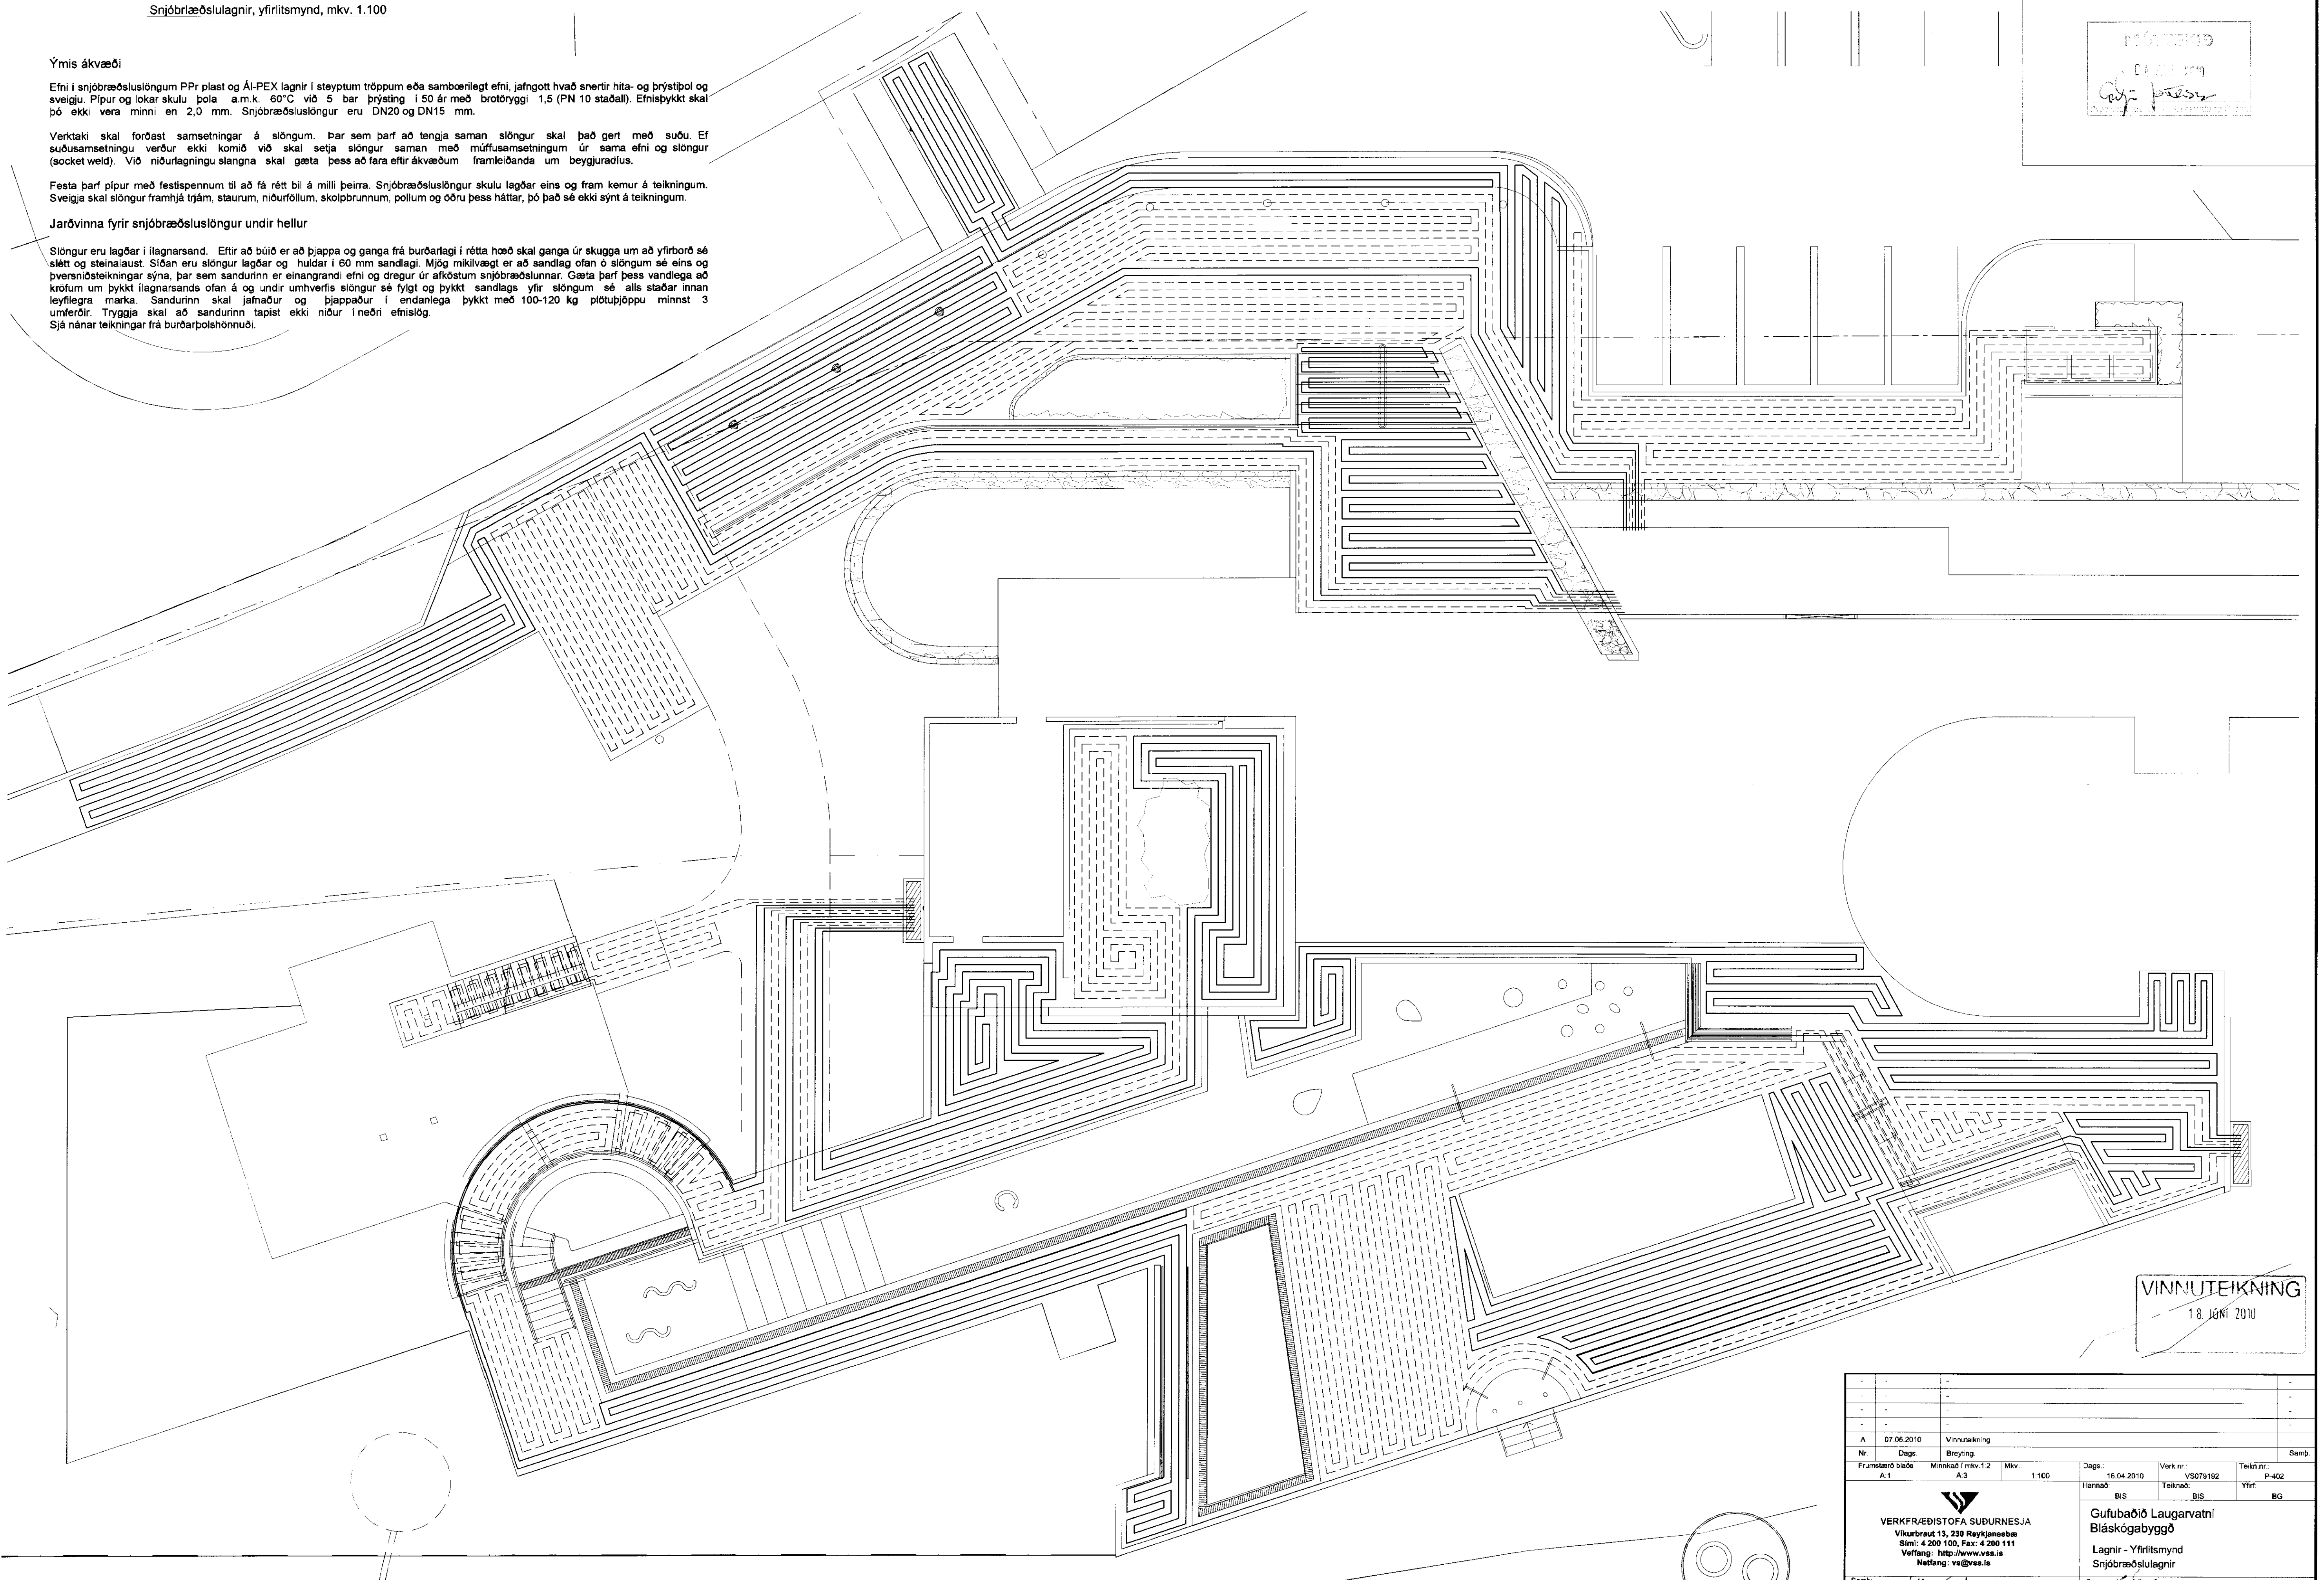 Snjóbrlæðslulagnir, yfirlitsmynd, mkv. 1.100
Ýmis ákvæði
Efni í snjóbræðsluslöngum PPr plast og Ál-PEX lagnir í steyptum tröppum eða sambœrilegt efni, jafngott hvað snertir hita- og þrýstiþol og
sveigju. Pípur og lokar skulu þola a.m.k. 60°C við 5 bar þrýsting í 50 ár með brotöryggi 1,5 (PN 10 staðall). Efnisþykkt skal
þó ekki vera minni en 2,0 mm. Snjóbræðsluslöngur eru DN20 og DN15 mm.
Verktaki skal forðast samsetningar á slöngum. Þar sem þarf að tengja saman slöngur skal það gert með suðu. Ef
suðusamsetningu verður ekki komið við skal setja slöngur saman með múffusamsetningum úr sama efni og slöngur
(socket weld). Við niðurlagningu slangna skal gæta þess að fara eftir ákvæðum framleiðanda um beygjuradíus.
Festa þarf pípur með festispennum til að fá rétt bil á milli þeirra. Snjóbræðsluslöngur skulu lagðar eins og fram kemur á teikningum.
Sveigja skal slöngur framhjá trjám, staurum, niðurföllum, skolpbrunnum, pollum og öðru þess háttar, þó það sé ekki sýnt á teikningum.
Jarðvinna fyrir snjóbræðsluslöngur undir hellur
Slöngur eru lagðar í ílagnarsand. Eftir að búið er að þjappa og ganga frá burðarlagi í rétta hœð skal ganga úr skugga um að yfirborð sé
slétt og steinalaust. Síðan eru slöngur lagðar og huldar í 60 mm sandlagi. Mjög mikilvægt er að sandlag ofan ó slöngum sé eins og
þversniðsteikningar sýna, þar sem sandurinn er einangrandi efni og dregur úr afköstum snjóbræðslunnar. Gæta þarf þess vandlega að
kröfum um þykkt ílagnarsands ofan á og undir umhverfis slöngur sé fylgt og þykkt sandlags yfir slöngum sé alls staðar innan
leyfilegra marka. Sandurinn skal jafnaður og þjappaður í endanlega þykkt með 100-120 kg plötuþjöppu minnst 3
umferðir. Tryggja skal að sandurinn tapist ekki niður í neðri efnislög.
Sjá nánar teikningar frá burðarþolshönnuði.
VINNUTEIKNING
18. JÚNÍ 2010
A 07.06.2010 Vinnuteikning
Nr. Dags. Breyting. Samþ.
Frumstærð blaðs Minnkað í mkv.1:2 Mkv.: Dags.: Verk nr.: Teikn.nr.:
A:1 A:3 1:100 16.04.2010 VS079192 P-402
Hannað: Teiknað: Yfirf:
BIS BIS BG
VERKFRÆÐISTOFA SUÐURNESJA
Víkurbraut 13, 230 Reykjanesbæ
Sími: 4 200 100, Fax: 4 200 111
Veffang: http://www.vss.is
Netfang: vs@vss.is
Gufubaðið Laugarvatni
Bláskógabyggð
Lagnir - Yfirlitsmynd
Snjóbræðslulagnir